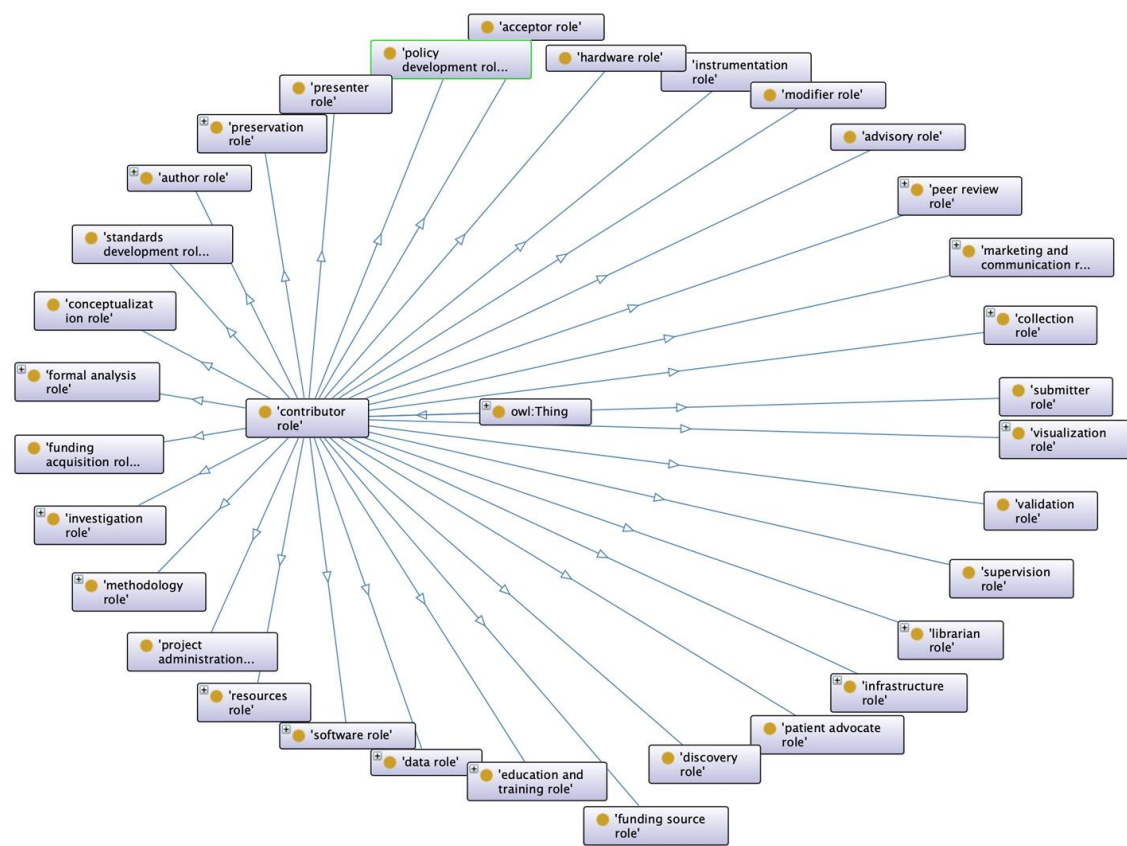 'acceptor role'
'policy
development rol...
'hardware role'
'instrumentation
role'
'presenter
role'
'modifier role'
'preservation
role'
'advisory role'
'author role'
'peer review
role'
'standards
development rol...
'marketing and
communication r...
'conceptualizat
ion role'
'collection
role'
'formal analysis
role'
'submitter
role'
'contributor
role'
owl:Thing
'visualization
role'
'funding
acquisition rol...
'investigation
role'
'validation
role'
'methodology
role'
'supervision
role'
'project
administration...
'librarian
role'
'resources
role'
'infrastructure
role'
'software role'
'patient advocate
role'
'data role'
'discovery
role'
'education and
training role'
'funding source
role'